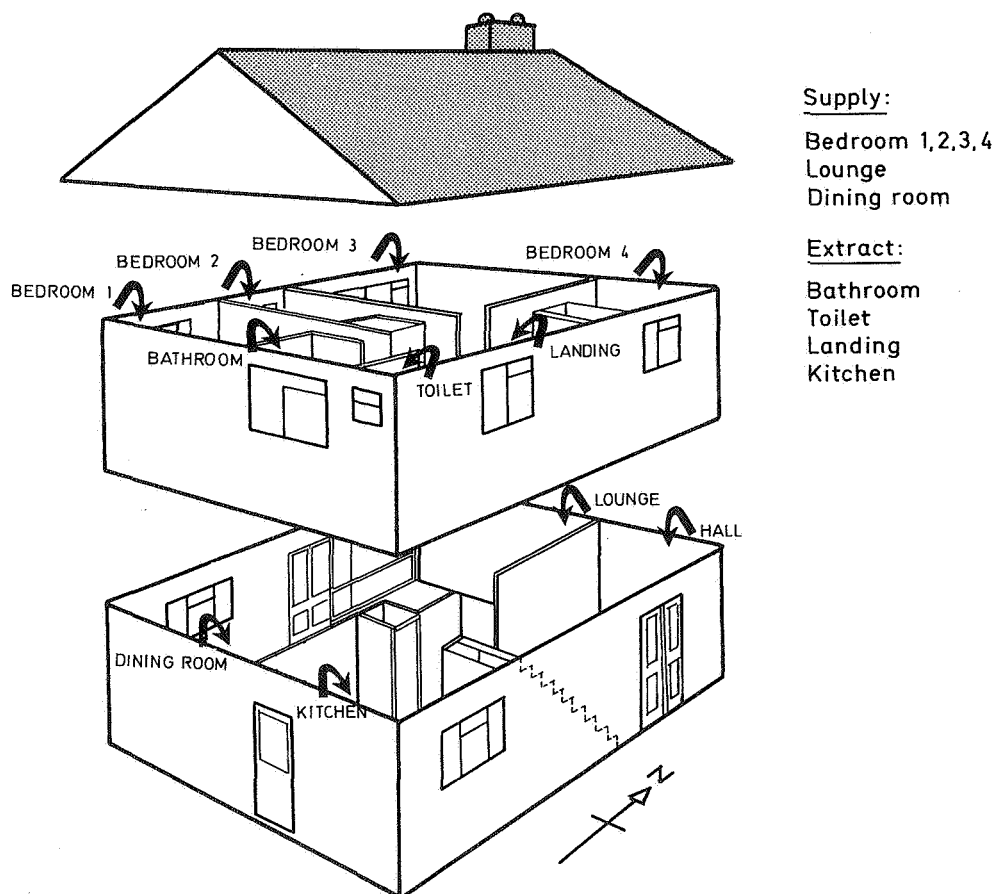 Supply:
Bedroom 1,2,3,4
Lounge
Dining room
Extract:
Bathroom
Toilet
Landing
Kitchen
BEDROOM 3
BEDROOM 4
BEDROOM 2
BEDROOM 1
BATHROOM
LANDING
TOILET
LOUNGE
HALL
DINING ROOM
KITCHEN
N